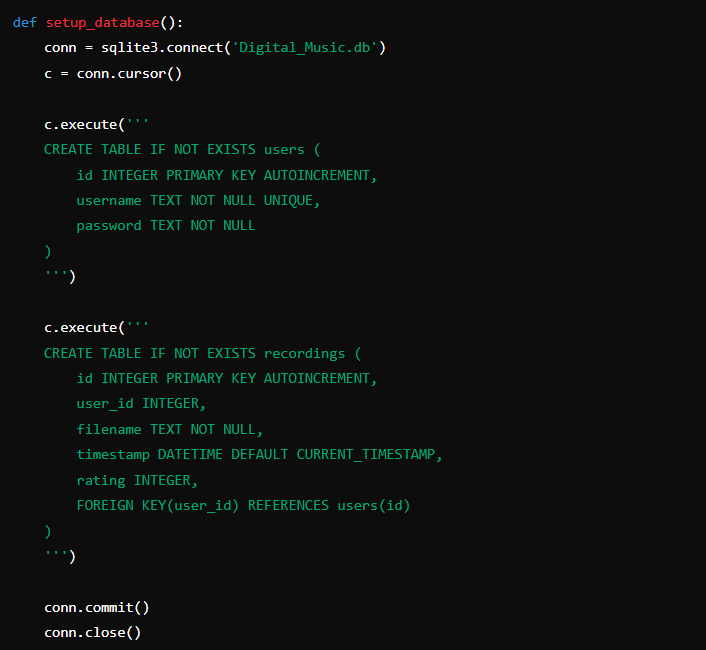 def setup_database():
    conn = sqlite3.connect('Digital_Music.db')
    c = conn.cursor()

    c.execute('''
    CREATE TABLE IF NOT EXISTS users (
        id INTEGER PRIMARY KEY AUTOINCREMENT,
        username TEXT NOT NULL UNIQUE,
        password TEXT NOT NULL
    )
    ''')

    c.execute('''
    CREATE TABLE IF NOT EXISTS recordings (
        id INTEGER PRIMARY KEY AUTOINCREMENT,
        user_id INTEGER,
        filename TEXT NOT NULL,
        timestamp DATETIME DEFAULT CURRENT_TIMESTAMP,
        rating INTEGER,
        FOREIGN KEY(user_id) REFERENCES users(id)
    )
    ''')

    conn.commit()
    conn.close()